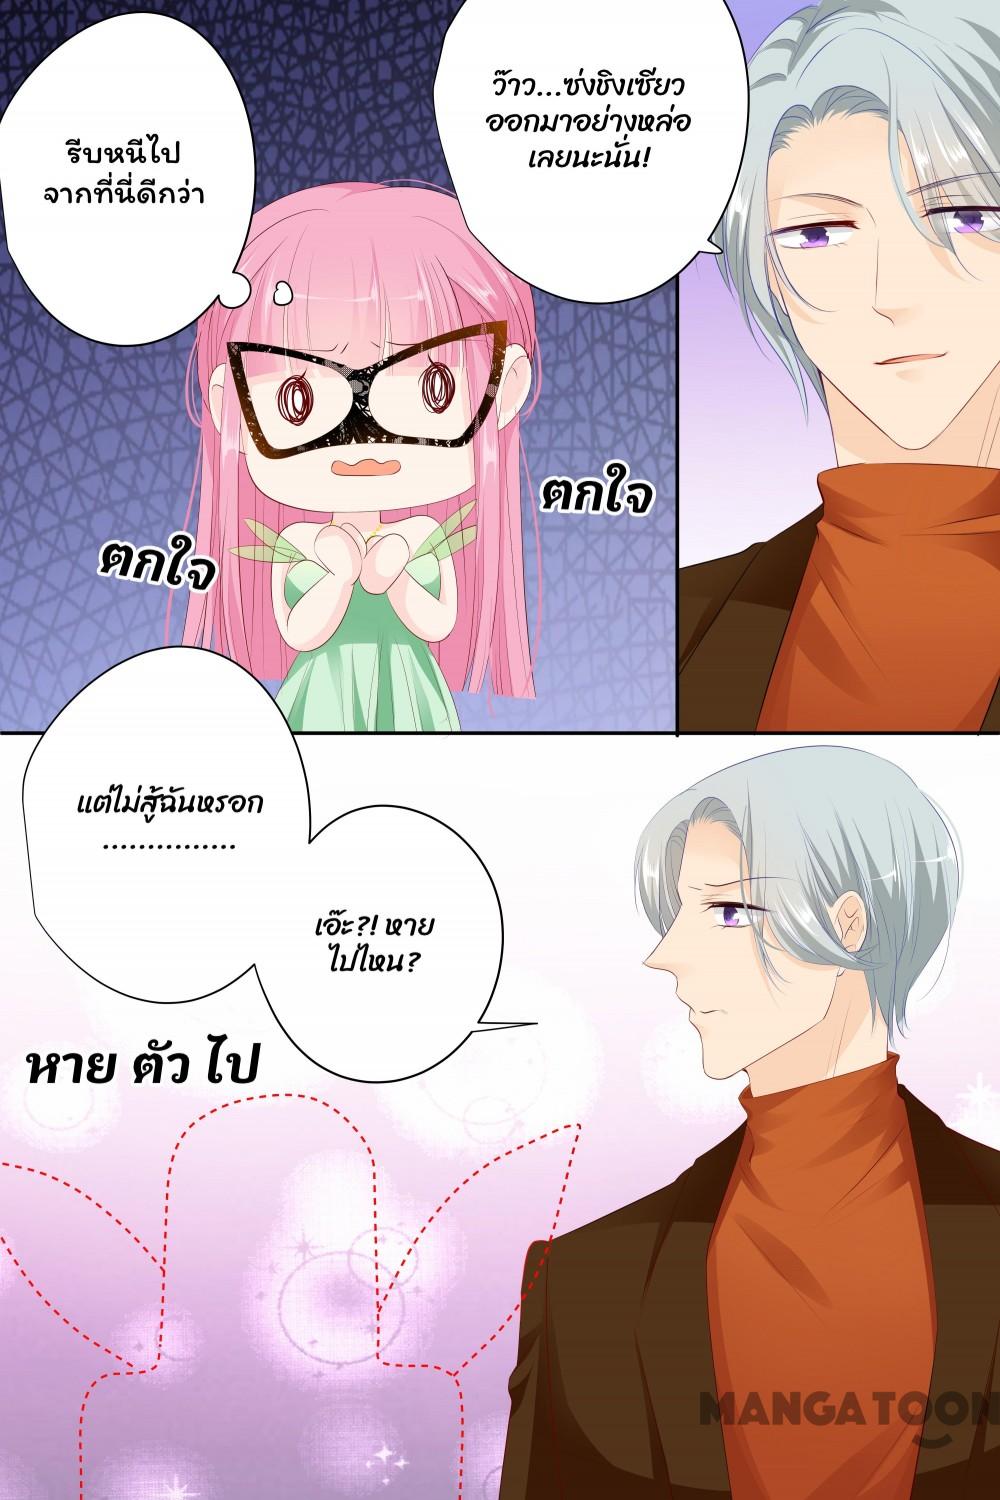 รีบหนีไป
จากที่นี่ดีกว่า
ว๊าว...ซ่งชิงเซียว
ออกมาอย่างหล่อ
เลยนะนั่น!
ตกใจ
ตกใจ
แต่ไม่สู้ฉันหรอก
...............
เอ๊ะ?! หาย
ไปไหน?
หาย ตัว ไป
MANGATOON